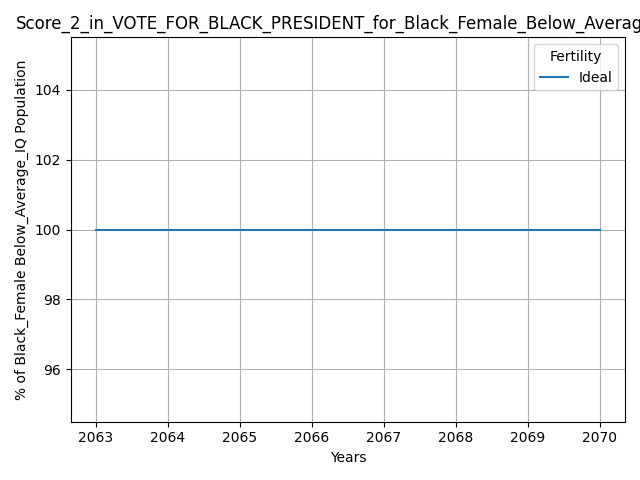 Score_2_in_VOTE_FOR_BLACK_PRESIDENT_for_Black_Female_Below_Averag
Fertility
Ideal
% of Black_Female Below_Average_IQ Population
104
102
100
98
96
2063 2064 2065 2066 2067 2068 2069 2070
Years